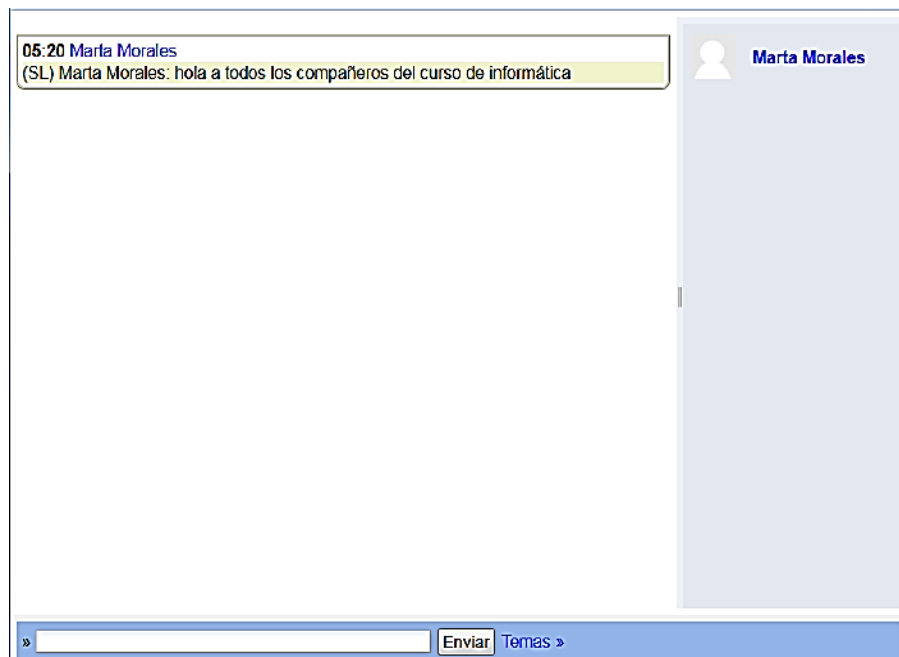 05:20 Marta Morales
(SL) Marta Morales: hola a todos los compañeros del curso de informática
Marta Morales
» Enviar Temas »